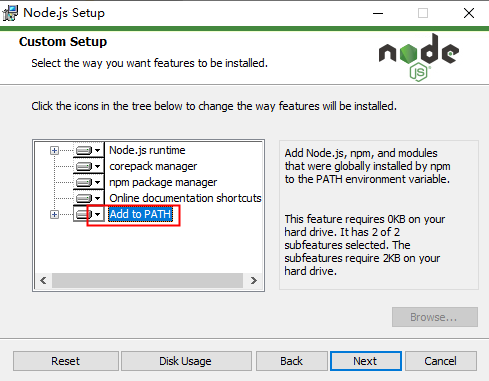 Node.js Setup
Custom Setup
Select the way you want features to be installed.
node
JS
Click the icons in the tree below to change the way features will be installed.
Node.js runtime
corepack manager
npm package manager
Online documentation shortcuts
Add to PATH
Add Node.js, npm, and modules
that were globally installed by npm
to the PATH environment variable.
This feature requires 0KB on your
hard drive. It has 2 of 2
subfeatures selected. The
subfeatures require 2KB on your
hard drive.
Browse...
Reset
Disk Usage
Back
Next
Cancel